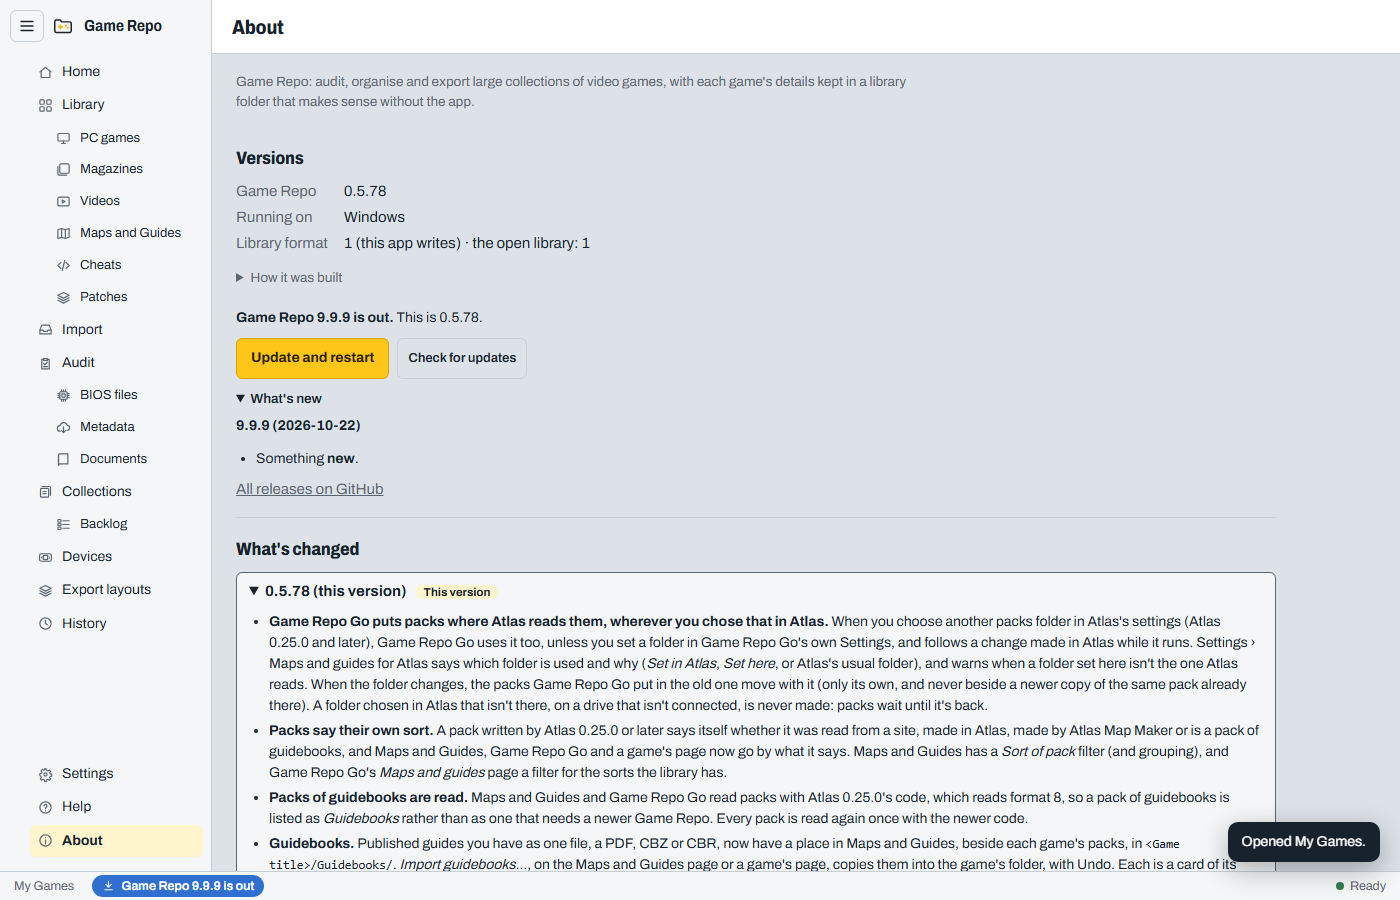 Game Repo
Home
Library
PC games
Magazines
Videos
Maps and Guides
Cheats
Patches
Import
Audit
BIOS files
Metadata
Documents
Collections
Backlog
Devices
Export layouts
History
Settings
Help
About
About
Game Repo: audit, organise and export large collections of video games, with each game's details kept in a library
folder that makes sense without the app.
Versions
Game Repo 0.5.78
Running on Windows
Library format 1 (this app writes) · the open library: 1
▶ How it was built
Game Repo 9.9.9 is out. This is 0.5.78.
Update and restart Check for updates
▼ What's new
9.9.9 (2026-10-22)
• Something new.
All releases on GitHub
What's changed
▼ 0.5.78 (this version) This version
• Game Repo Go puts packs where Atlas reads them, wherever you chose that in Atlas. When you choose another packs folder in Atlas's settings (Atlas
0.25.0 and later), Game Repo Go uses it too, unless you set a folder in Game Repo Go's own Settings, and follows a change made in Atlas while it runs. Settings ›
Maps and guides for Atlas says which folder is used and why (Set in Atlas, Set here, or Atlas's usual folder), and warns when a folder set here isn't the one Atlas
reads. When the folder changes, the packs Game Repo Go put in the old one move with it (only its own, and never beside a newer copy of the same pack already
there). A folder chosen in Atlas that isn't there, on a drive that isn't connected, is never made: packs wait until it's back.
• Packs say their own sort. A pack written by Atlas 0.25.0 or later says itself whether it was read from a site, made in Atlas, made by Atlas Map Maker or is a pack of
guidebooks, and Maps and Guides, Game Repo Go and a game's page now go by what it says. Maps and Guides has a Sort of pack filter (and grouping), and
Game Repo Go's Maps and guides page a filter for the sorts the library has.
• Packs of guidebooks are read. Maps and Guides and Game Repo Go read packs with Atlas 0.25.0's code, which reads format 8, so a pack of guidebooks is
listed as Guidebooks rather than as one that needs a newer Game Repo. Every pack is read again once with the newer code.
• Guidebooks. Published guides you have as one file, a PDF, CBZ or CBR, now have a place in Maps and Guides, beside each game's packs, in <Game
title>/Guidebooks/. Import guidebooks..., on the Maps and Guides page or a game's page, copies them into the game's folder, with Undo. Each is a card of its
Opened My Games.
My Games
Game Repo 9.9.9 is out
Ready